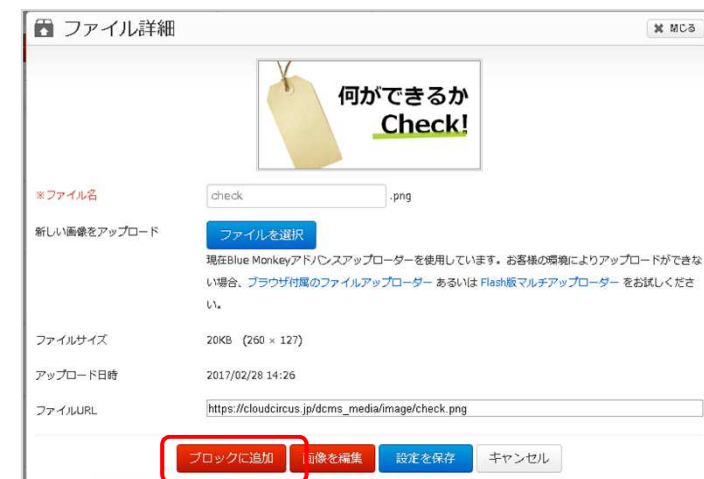 ファイル詳細
✖ 閉じる
何ができるか
Check!
※ファイル名
check
.png
新しい画像をアップロード
ファイルを選択
現在Blue Monkeyアドバンスアップローダーを使用しています。お客様の環境によりアップロードができな
い場合、ブラウザ付属のファイルアップローダー あるいは Flash版マルチアップローダー をお試しくださ
い。
ファイルサイズ
20KB (260 × 127)
アップロード日時
2017/02/28 14:26
ファイルURL
https://cloudcircus.jp/dcms_media/image/check.png
ブロックに追加
画像を編集
設定を保存
キャンセル